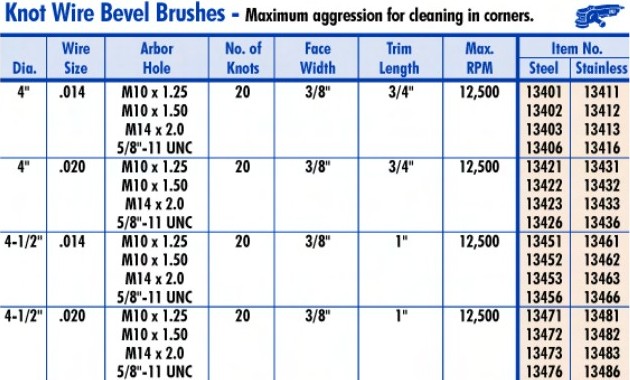 Knot Wire Bevel Brushes - Maximum aggression for cleaning in corners.
Wire Arbor No. of Face Trim Max. Item No.
Dia. Size Hole Knots Width Length RPM Steel Stainless
4" .014 M10 x 1.25 20 3/8" 3/4" 12,500 13401 13411
M10 x 1.50 13402 13412
M14 x 2.0 13403 13413
5/8"-11 UNC 13406 13416
4" .020 M10 x 1.25 20 3/8" 3/4" 12,500 13421 13431
M10 x 1.50 13422 13432
M14 x 2.0 13423 13433
5/8"-11 UNC 13426 13436
4-1/2" .014 M10 x 1.25 20 3/8" 1" 12,500 13451 13461
M10 x 1.50 13452 13462
M14 x 2.0 13453 13463
5/8"-11 UNC 13456 13466
4-1/2" .020 M10 x 1.25 20 3/8" 1" 12,500 13471 13481
M10 x 1.50 13472 13482
M14 x 2.0 13473 13483
5/8"-11 UNC 13476 13486